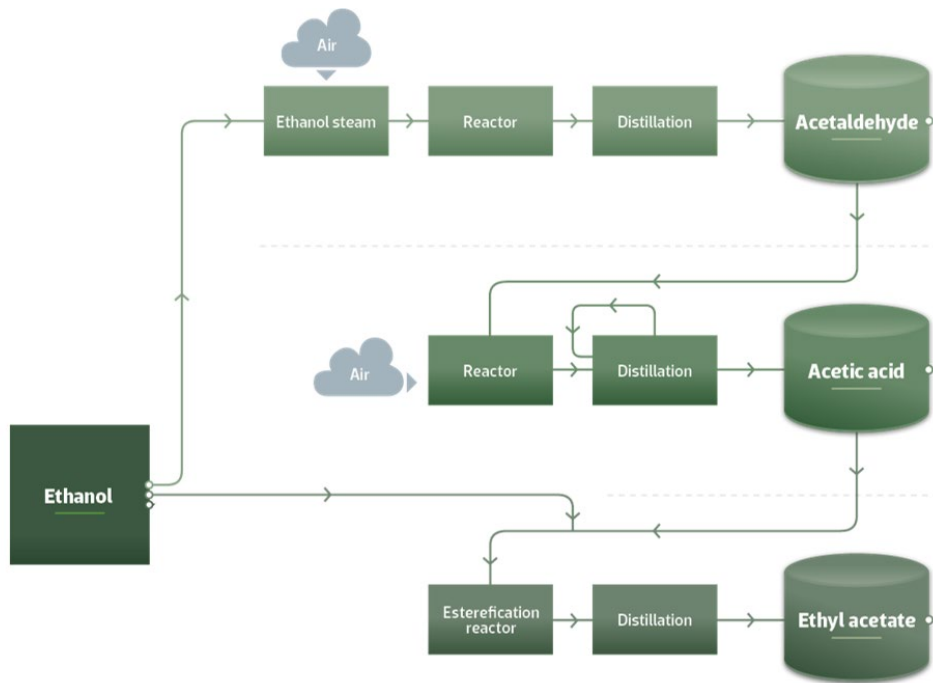 Air
Ethanol steam
Reactor
Distillation
Acetaldehyde
Air
Reactor
Distillation
Acetic acid
Ethanol
Esterefication
reactor
Distillation
Ethyl acetate